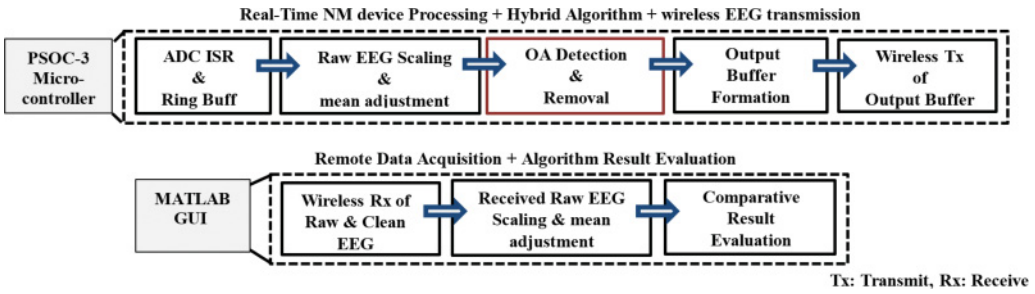 Real-Time NM device Processing + Hybrid Algorithm + wireless EEG transmission
PSOC-3
Micro-
controller
ADC ISR
&
Ring Buff
Raw EEG Scaling
&
mean adjustment
OA Detection
&
Removal
Output
Buffer
Formation
Wireless Tx
of
Output Buffer
Remote Data Acquisition + Algorithm Result Evaluation
MATLAB
GUI
Wireless Rx of
Raw & Clean
EEG
Received Raw EEG
Scaling & mean
adjustment
Comparative
Result
Evaluation
Tx: Transmit, Rx: Receive